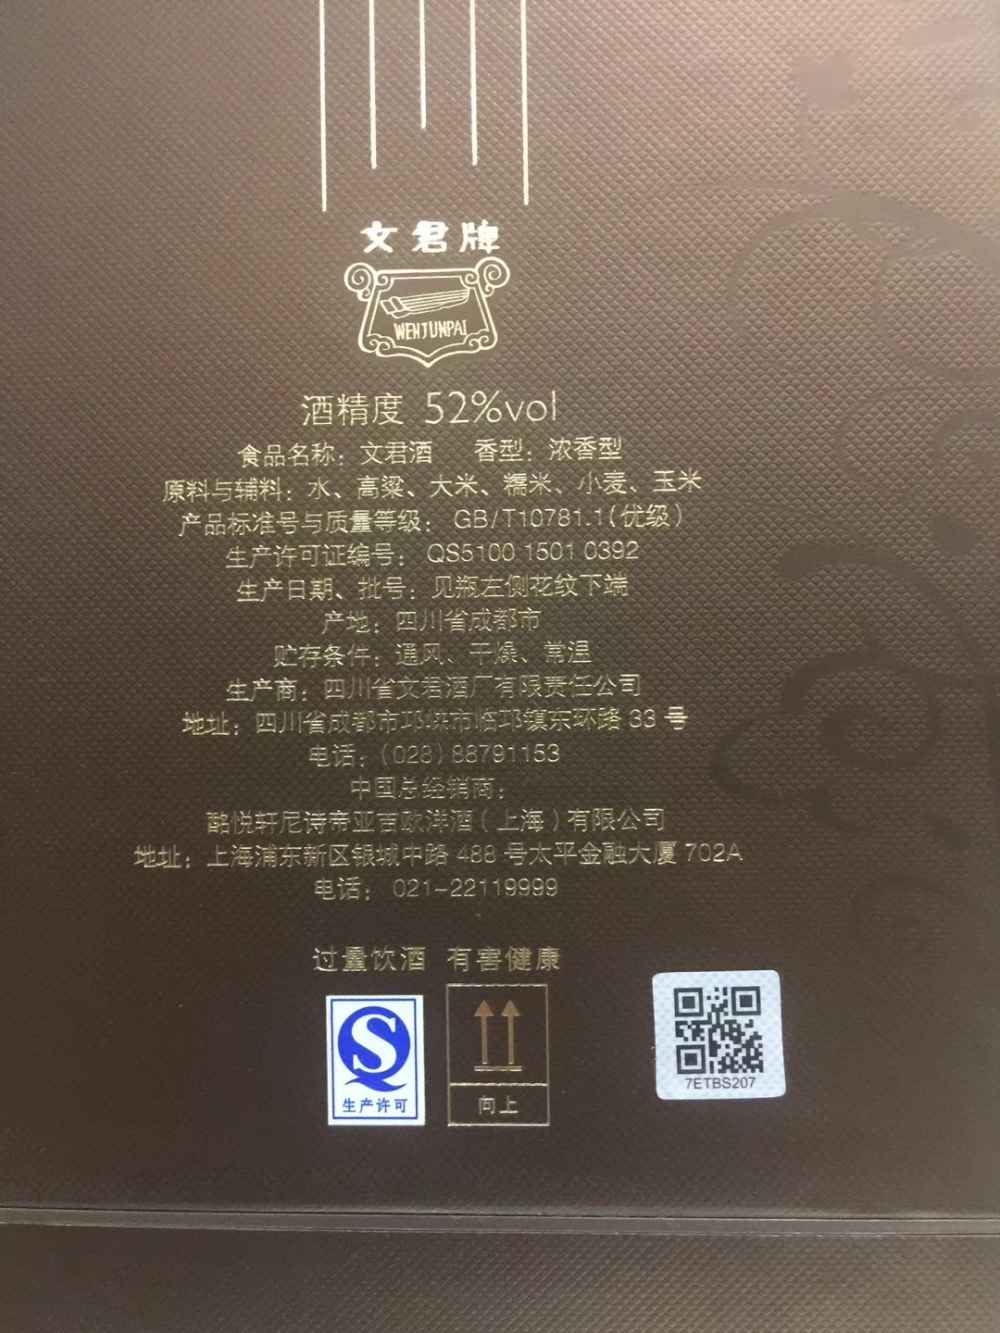 文君牌
WENJUNPAI
酒精度 52%vol
食品名称：文君酒 香型：浓香型
原料与辅料：水、高粱、大米、糯米、小麦、玉米
产品标准号与质量等级：GB/T10781.1(优级)
生产许可证编号：QS5100 1501 0392
生产日期、批号：见瓶左侧花纹下端
产地：四川省成都市
贮存条件：通风、干燥、常温
生产商：四川省文君酒厂有限责任公司
地址：四川省成都市邛崃市临邛镇东环路 33 号
电话：(028) 88791153
中国总经销商：
酩悦轩尼诗帝亚吉欧洋酒（上海）有限公司
地址：上海浦东新区银城中路 488 号太平金融大厦 702A
电话：021-22119999
过量饮酒 有害健康
生产许可
向上
7ETBS207